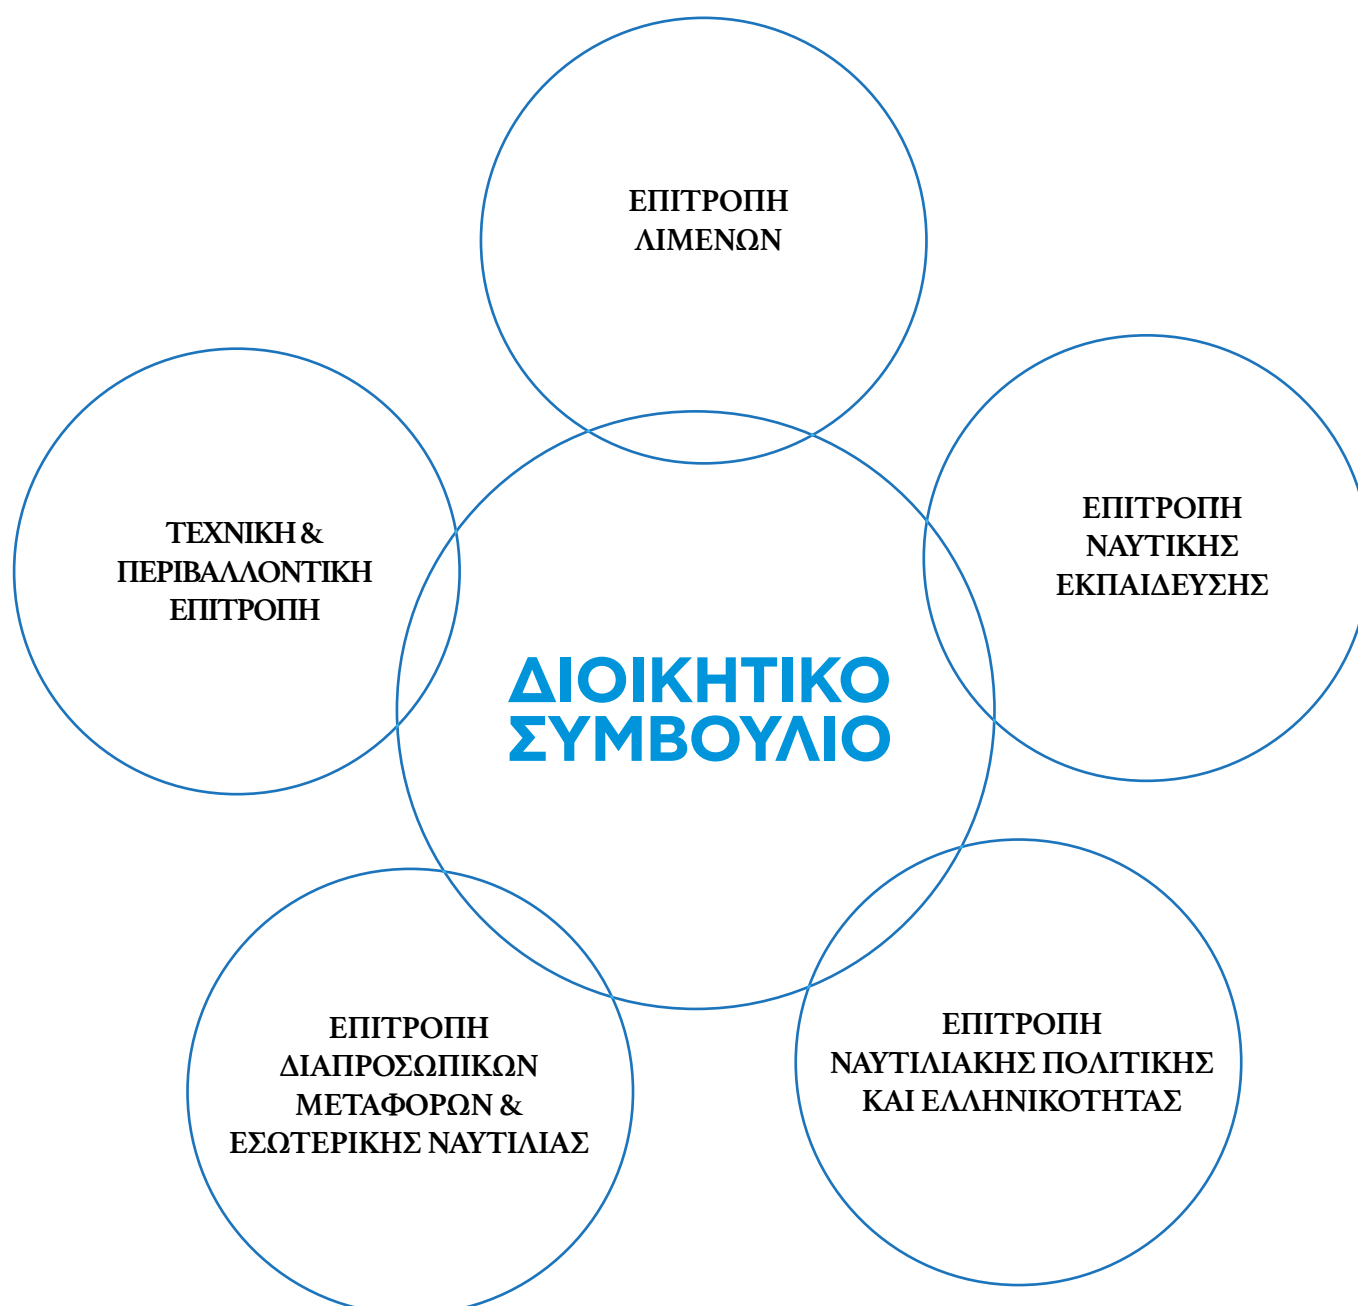 ΕΠΙΤΡΟΠΗ
ΛΙΜΕΝΩΝ
ΕΠΙΤΡΟΠΉ
ΝΑΥΤΙΚΗΣ
ΕΚΠΑΙΔΕΥΣΗΣ
ΤΕΧΝΙΚΗ &
ΠΕΡΙΒΑΛΛΟΝΤΙΚΗ
ΕΠΙΤΡΟΠΗ
ΔΙΟΙΚΗΤΙΚΟ
ΣΥΜΒΟΥΛΙΟ
ΕΠΙΤΡΟΠΗ
ΔΙΑΠΡΟΣΩΠΙΚΩΝ
ΜΕΤΑΦΟΡΩΝ &
ΕΣΩΤΕΡΙΚΗΣ ΝΑΥΤΙΛΙΑΣ
ΕΠΙΤΡΟΠΗ
ΝΑΥΤΙΛΙΑΚΗΣ ΠΟΛΙΤΙΚΗΣ
ΚΑΙ ΕΛΛΗΝΙΚΟΤΗΤΑΣ